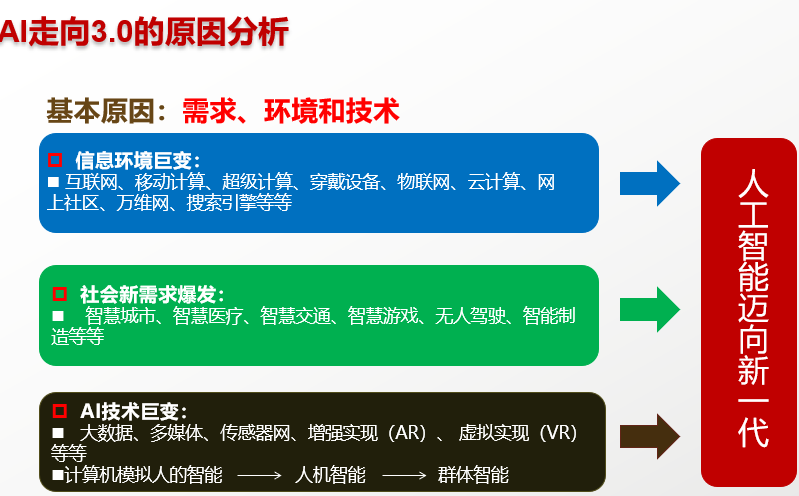 AI走向3.0的原因分析
基本原因：需求、环境和技术
信息环境巨变：
互联网、移动计算、超级计算、穿戴设备、物联网、云计算、网
上社区、万维网、搜索引擎等等
社会新需求爆发：
智慧城市、智慧医疗、智慧交通、智慧游戏、无人驾驶、智能制
造等等
AI技术巨变：
大数据、多媒体、传感器网、增强实现（AR）、 虚拟实现（VR）
等等
计算机模拟人的智能 → 人机智能 → 群体智能
人工智能迈向新一代